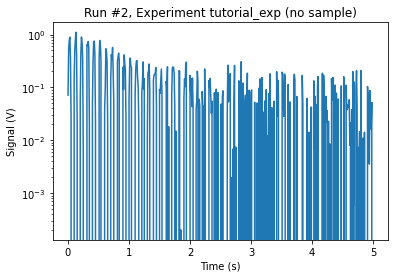 Run #2, Experiment tutorial_exp (no sample)
Signal (V)
10⁰
10⁻¹
10⁻²
10⁻³
0 1 2 3 4 5
Time (s)